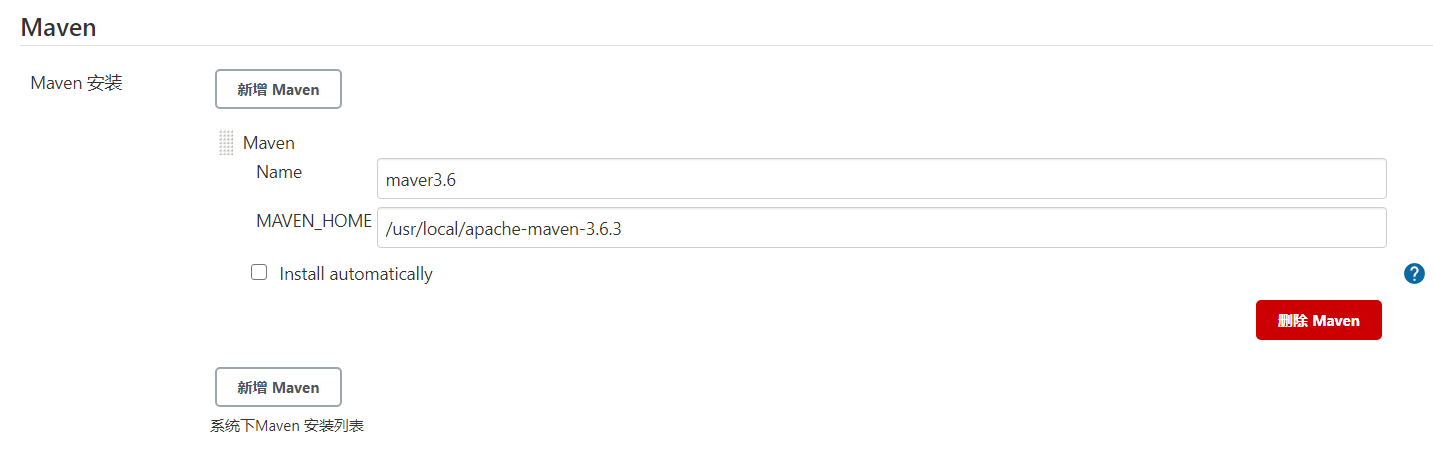 Maven
Maven 安装
新增 Maven
Maven
Name
maver3.6
MAVEN_HOME
/usr/local/apache-maven-3.6.3
Install automatically
?
删除 Maven
新增 Maven
系统下Maven 安装列表